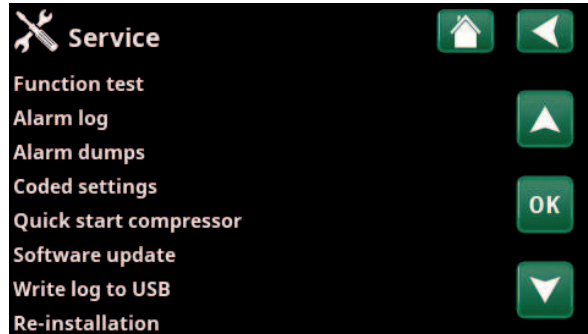 Service
Function test
Alarm log
Alarm dumps
Coded settings
Quick start compressor
OK
Software update
Write log to USB
Re-installation